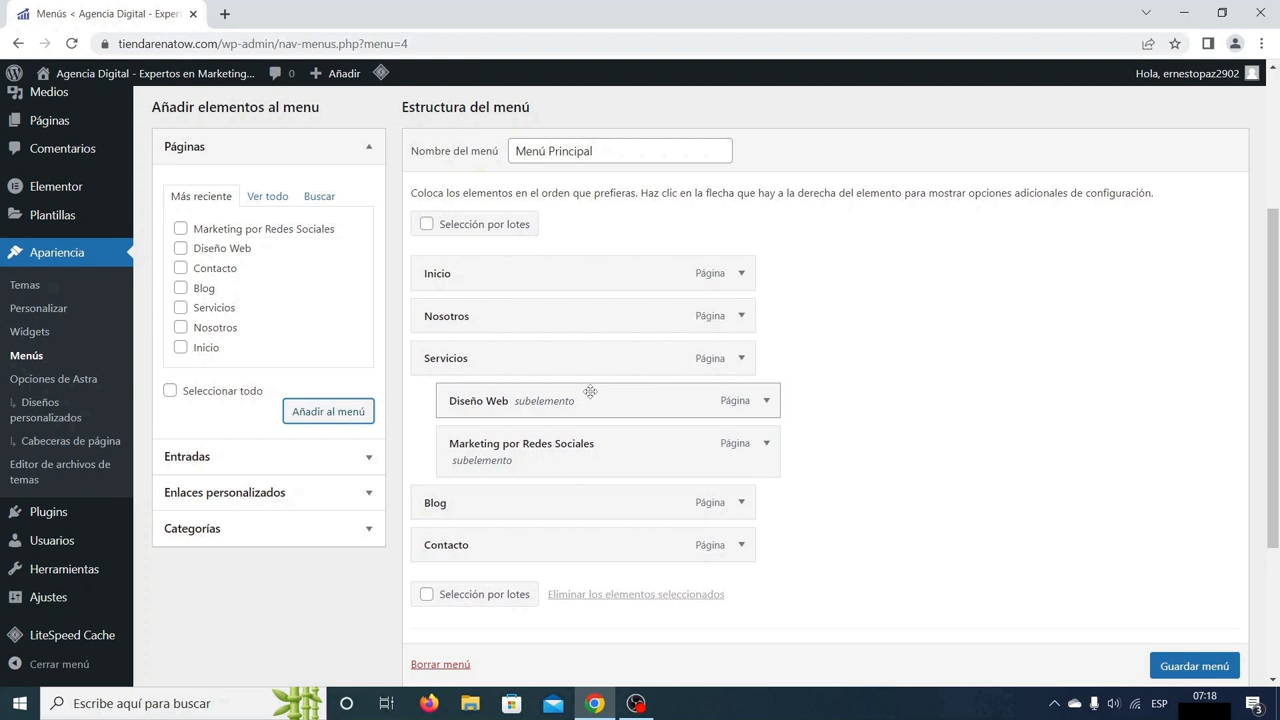 Menús < Agencia Digital - Expert
tiendarenatow.com/wp-admin/nav-menus.php?menu=4
Agencia Digital - Expertos en Marketing...
0
Añadir
Hola, ernestopaz2902
Medios
Páginas
Comentarios
Elementor
Plantillas
Apariencia
Temas
Personalizar
Widgets
Menús
Opciones de Astra
↳ Diseños
personalizados
↳ Cabeceras de página
Editor de archivos de
temas
Plugins
Usuarios
Herramientas
Ajustes
LiteSpeed Cache
Cerrar menú
Añadir elementos al menu
Páginas
Más reciente
Ver todo
Buscar
Marketing por Redes Sociales
Diseño Web
Contacto
Blog
Servicios
Nosotros
Inicio
Seleccionar todo
Añadir al menú
Entradas
Enlaces personalizados
Categorías
Estructura del menú
Nombre del menú
Menú Principal
Coloca los elementos en el orden que prefieras. Haz clic en la flecha que hay a la derecha del elemento para mostrar opciones adicionales de configuración.
Selección por lotes
Inicio Página
Nosotros Página
Servicios Página
Diseño Web subelemento Página
Marketing por Redes Sociales Página
subelemento
Blog Página
Contacto Página
Selección por lotes
Eliminar los elementos seleccionados
Borrar menú
Guardar menú
Escribe aquí para buscar
ESP
07:18
3